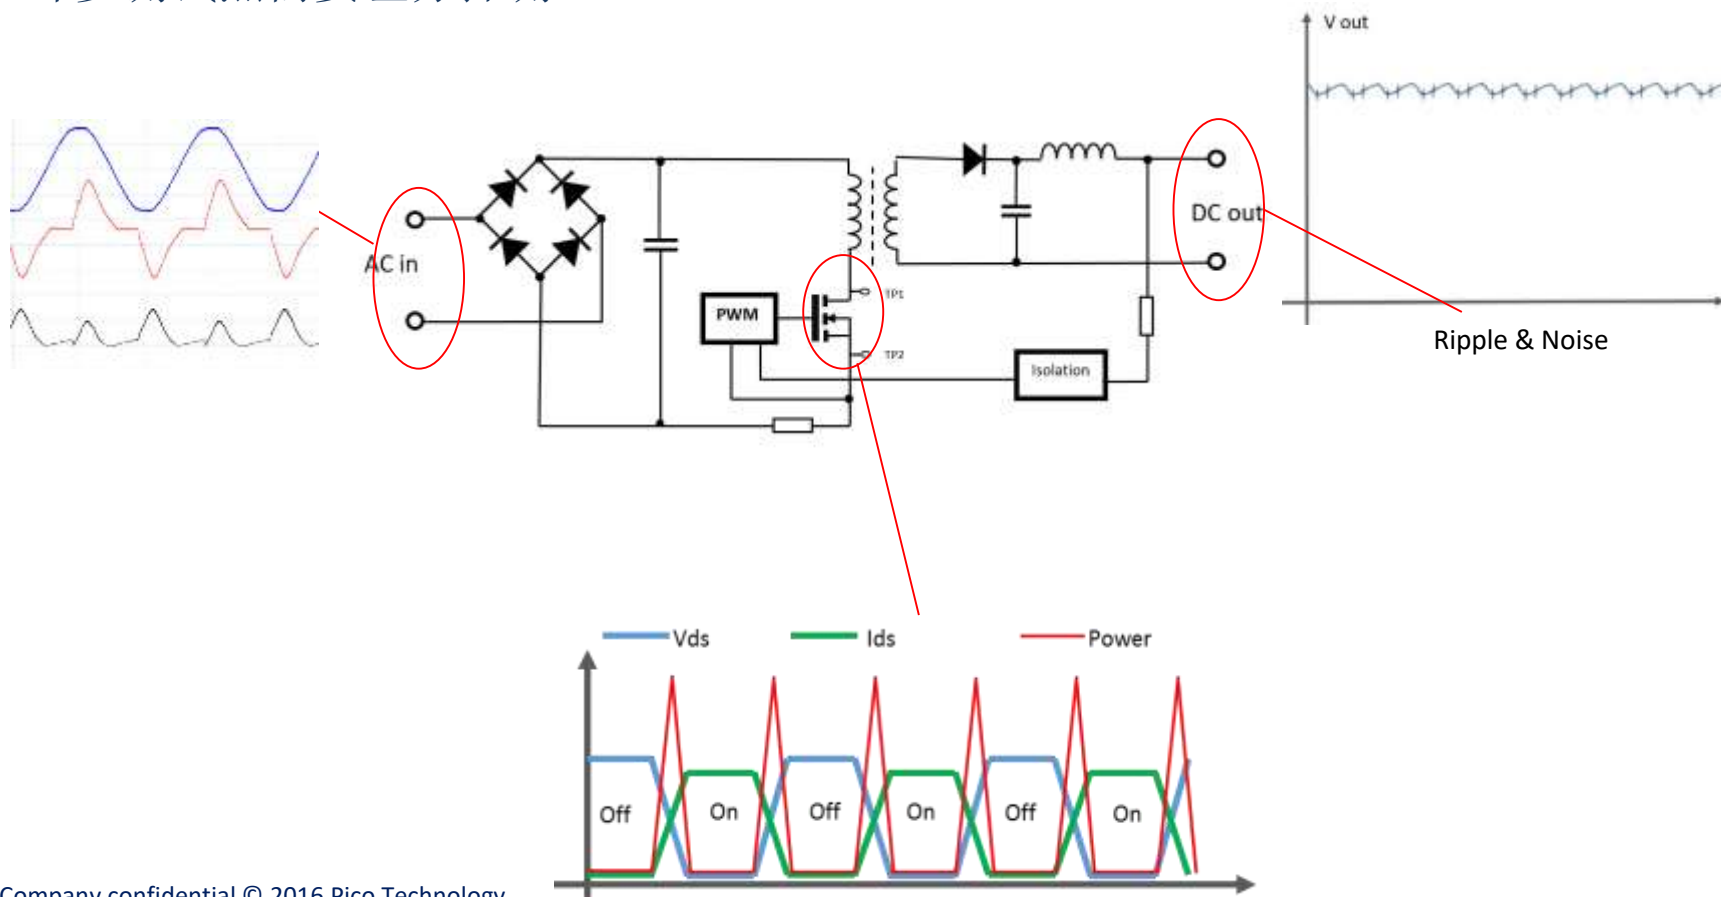 V out
AC in
DC out
TP1
PWM
TP2
Isolation
Ripple & Noise
Vds
Ids
Power
Off
On
Off
On
Off
On
Company confidential © 2016 Pico Technology